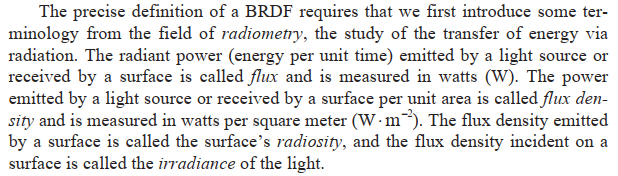 The precise definition of a BRDF requires that we first introduce some ter-
minology from the field of radiometry, the study of the transfer of energy via
radiation. The radiant power (energy per unit time) emitted by a light source or
received by a surface is called flux and is measured in watts (W). The power
emitted by a light source or received by a surface per unit area is called flux den-
sity and is measured in watts per square meter (W·m⁻²). The flux density emitted
by a surface is called the surface's radiosity, and the flux density incident on a
surface is called the irradiance of the light.